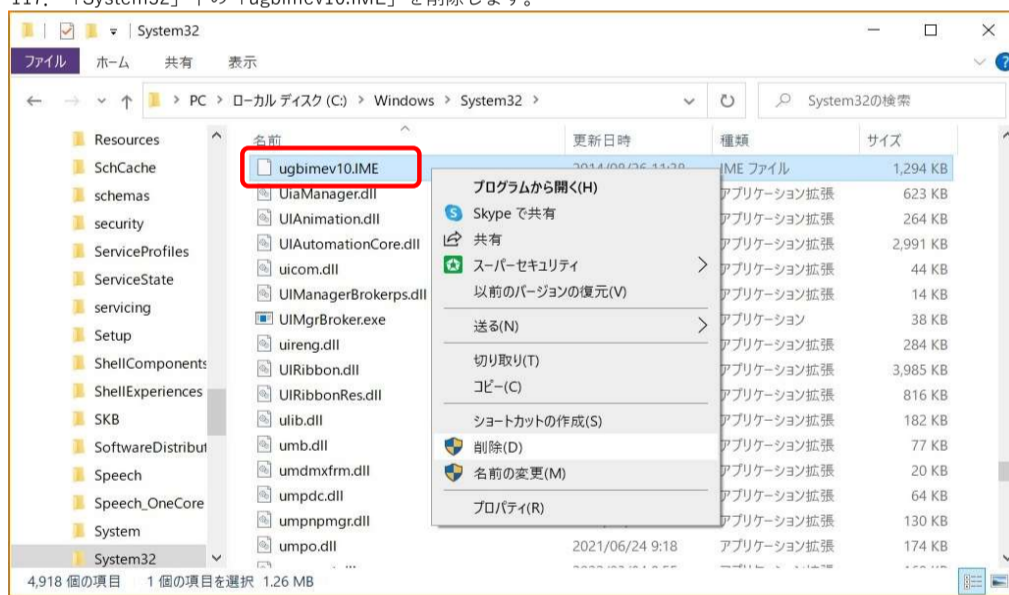 117. 「System32」下の「ugbimev10.IME」を削除します。
System32
ファイル ホーム 共有 表示
PC > ローカル ディスク (C:) > Windows > System32 >
System32の検索
名前 更新日時 種類 サイズ
Resources
SchCache
schemas
security
ServiceProfiles
ServiceState
servicing
Setup
ShellComponents
ShellExperiences
SKB
SoftwareDistribut
Speech
Speech_OneCore
System
System32
ugbimev10.IME IME ファイル 1,294 KB
UiaManager.dll アプリケーション拡張 623 KB
UIAnimation.dll アプリケーション拡張 264 KB
UIAutomationCore.dll アプリケーション拡張 2,991 KB
uicom.dll アプリケーション拡張 44 KB
UIManagerBrokerps.dll アプリケーション拡張 14 KB
UIMgrBroker.exe アプリケーション 38 KB
uireng.dll アプリケーション拡張 284 KB
UIRibbon.dll アプリケーション拡張 3,985 KB
UIRibbonRes.dll アプリケーション拡張 816 KB
ulib.dll アプリケーション拡張 182 KB
umb.dll アプリケーション拡張 77 KB
umdmxfrm.dll アプリケーション拡張 20 KB
umpdc.dll アプリケーション拡張 64 KB
umpnpmgr.dll アプリケーション拡張 130 KB
umpo.dll 2021/06/24 9:18 アプリケーション拡張 174 KB
プログラムから開く(H)
Skype で共有
共有
スーパーセキュリティ
以前のバージョンの復元(V)
送る(N)
切り取り(T)
コピー(C)
ショートカットの作成(S)
削除(D)
名前の変更(M)
プロパティ(R)
4,918 個の項目 1 個の項目を選択 1.26 MB